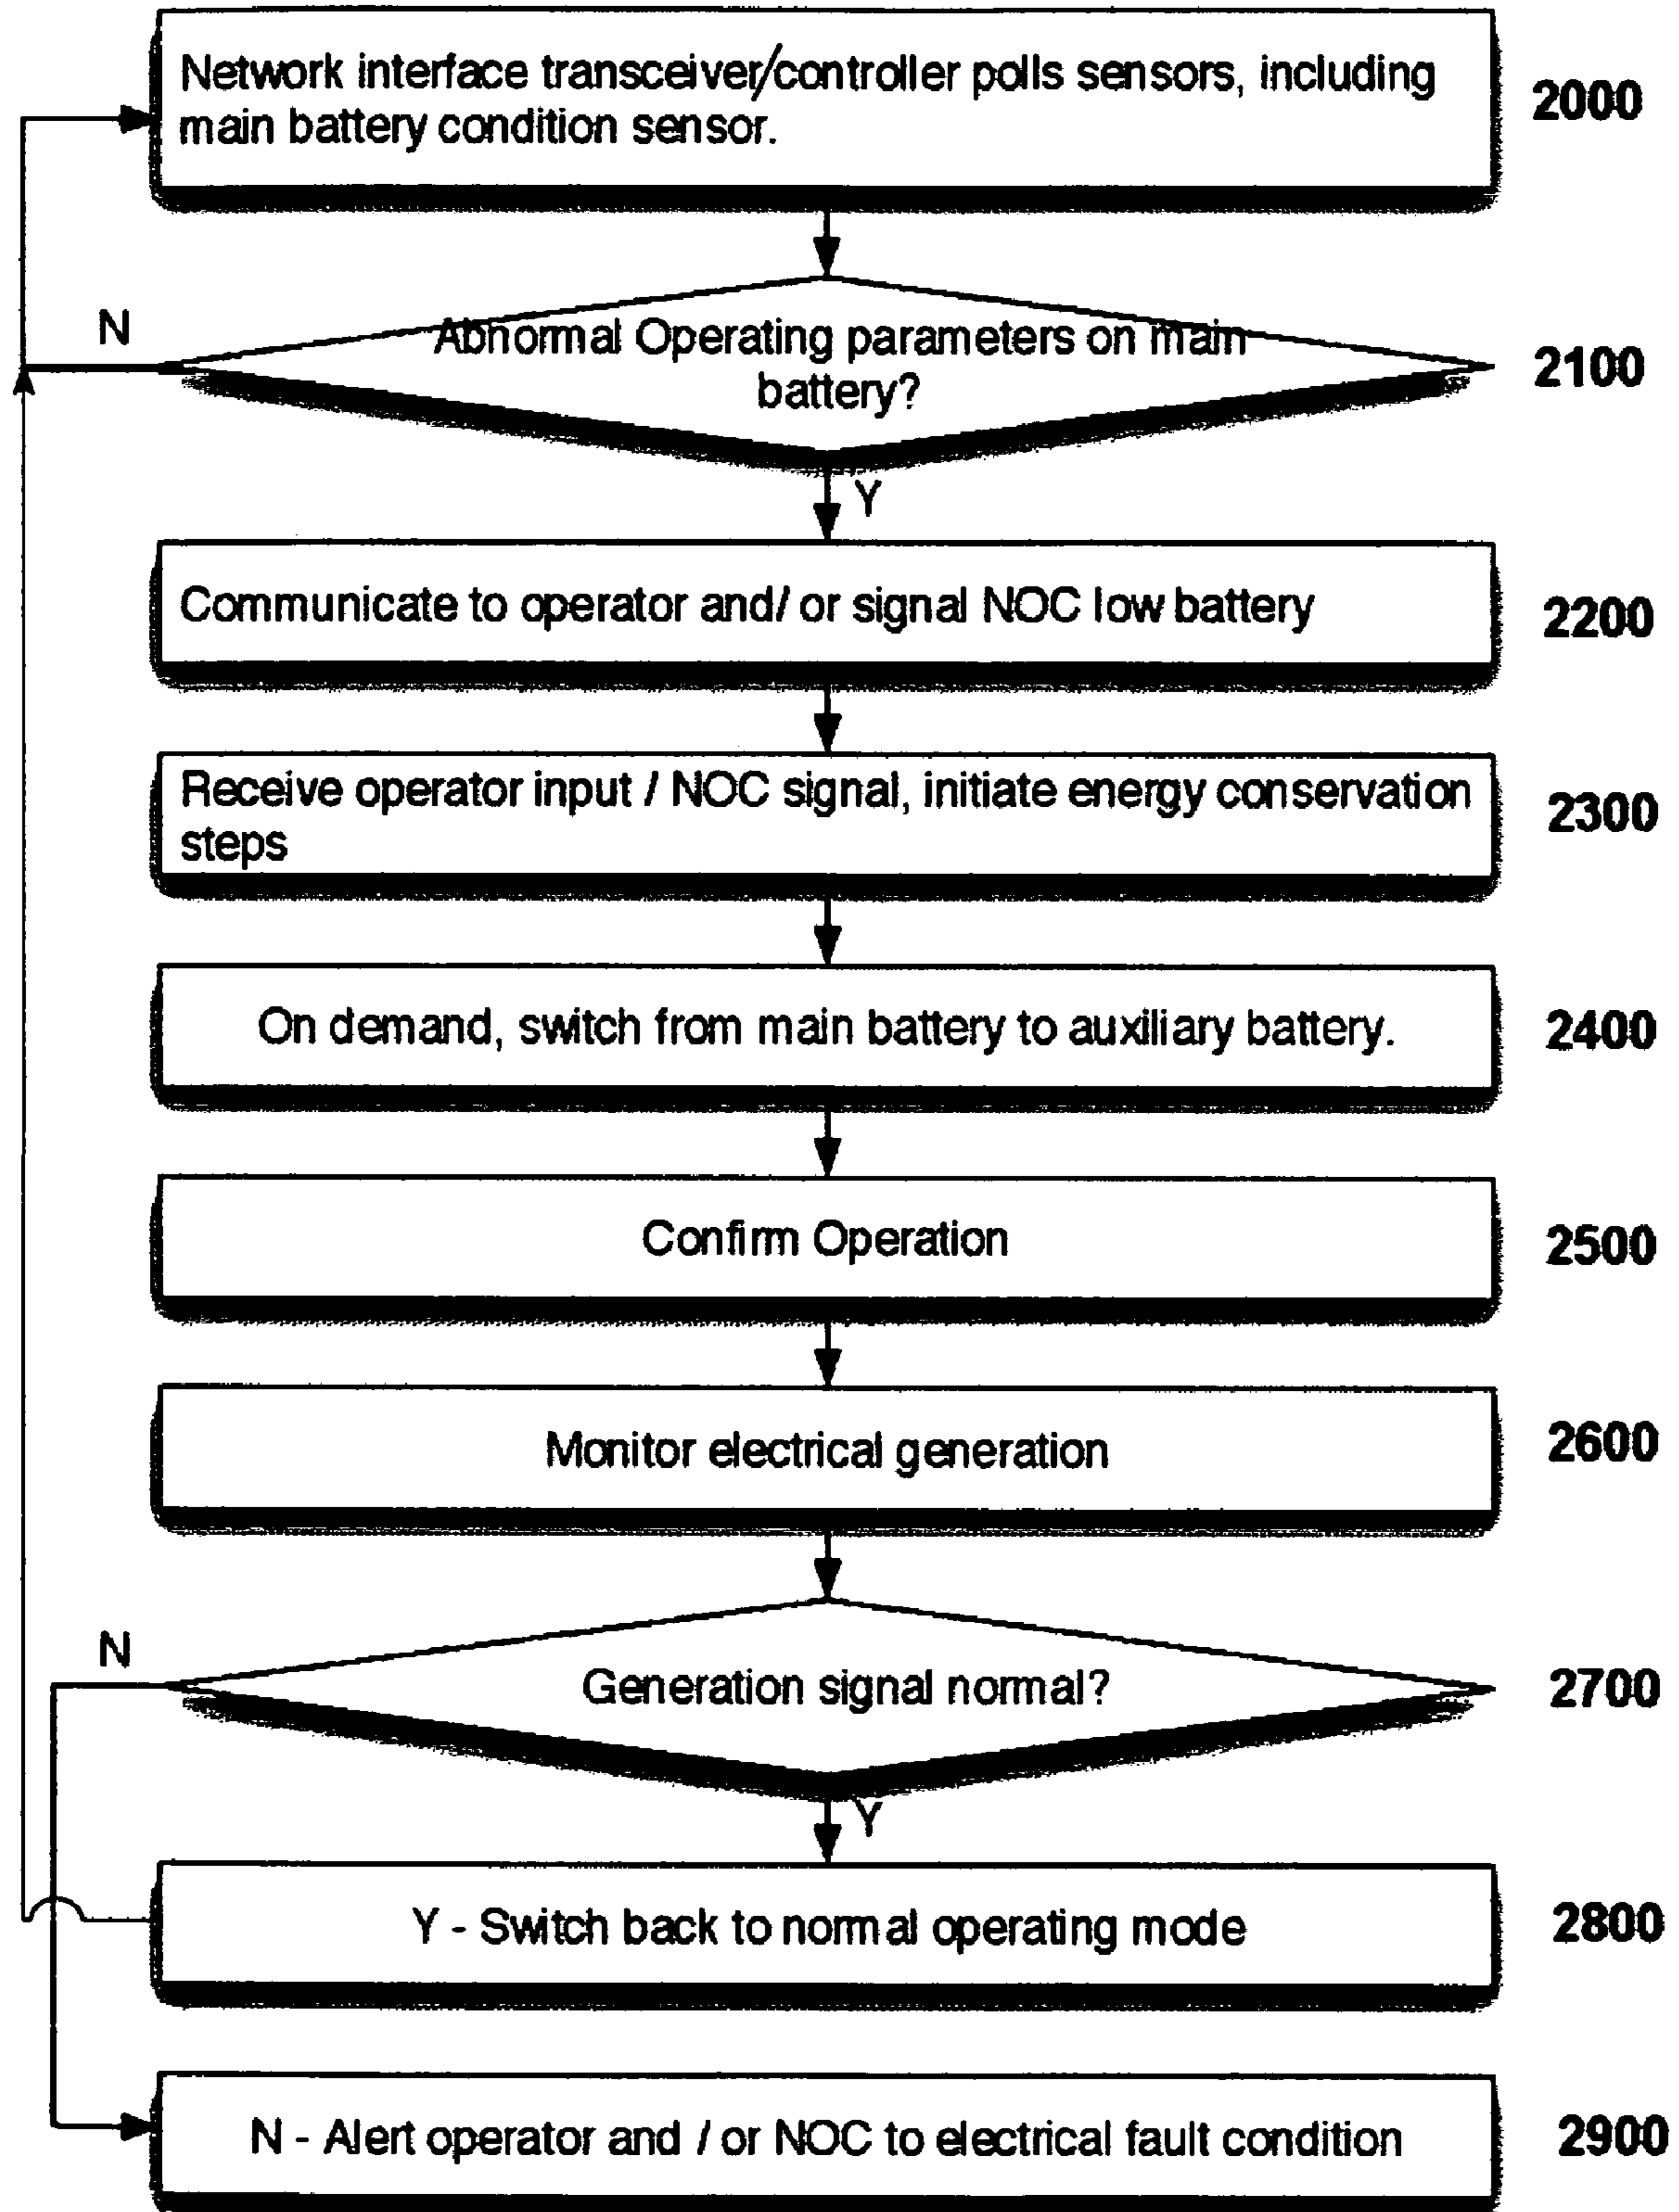 Network interface transceiver/controller polls sensors, including
main battery condition sensor.
2000
N
Abnormal Operating parameters on main
battery?
2100
Y
Communicate to operator and/ or signal NOC low battery
2200
Receive operator input / NOC signal, initiate energy conservation
steps
2300
On demand, switch from main battery to auxiliary battery.
2400
Confirm Operation
2500
Monitor electrical generation
2600
N
Generation signal normal?
2700
Y
Y - Switch back to normal operating mode
2800
N - Alert operator and / or NOC to electrical fault condition
2900